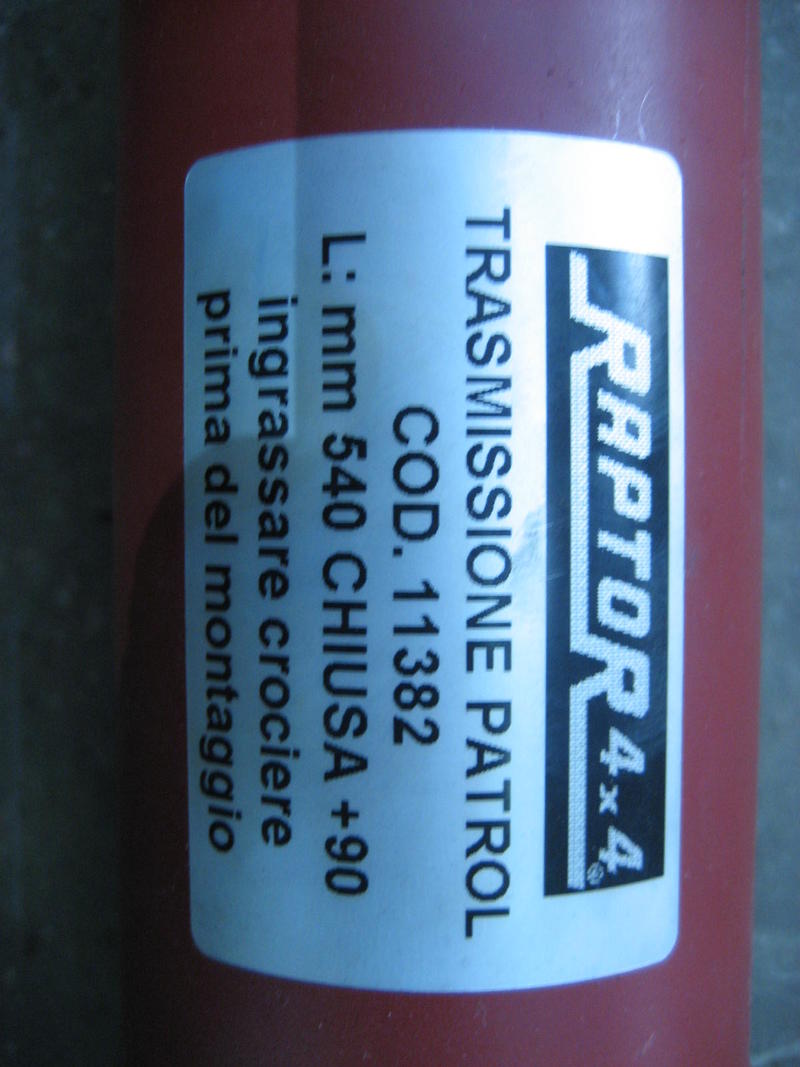 RAPTOR 4x4®
TRASMISSIONE PATROL
COD. 11382
L: mm 540 CHIUSA +90
ingrassare crociere
prima del montaggio